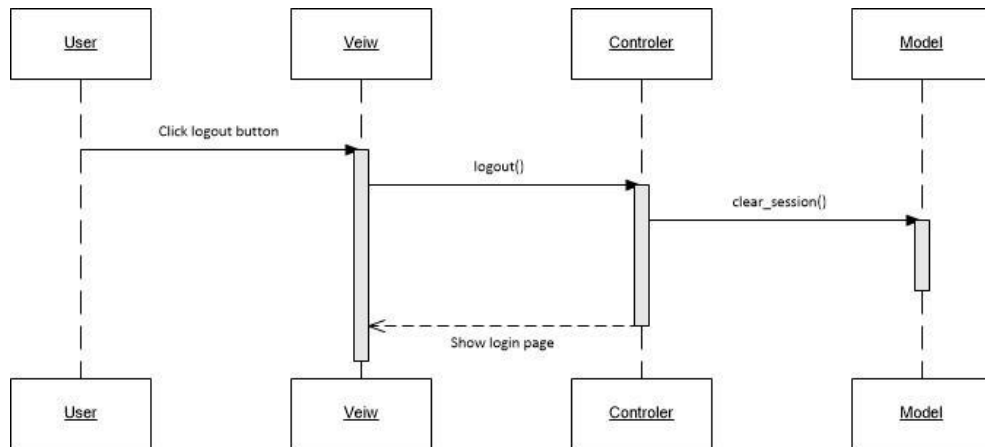 User
Veiw
Controler
Model
Click logout button
logout()
clear_session()
Show login page
User
Veiw
Controler
Model